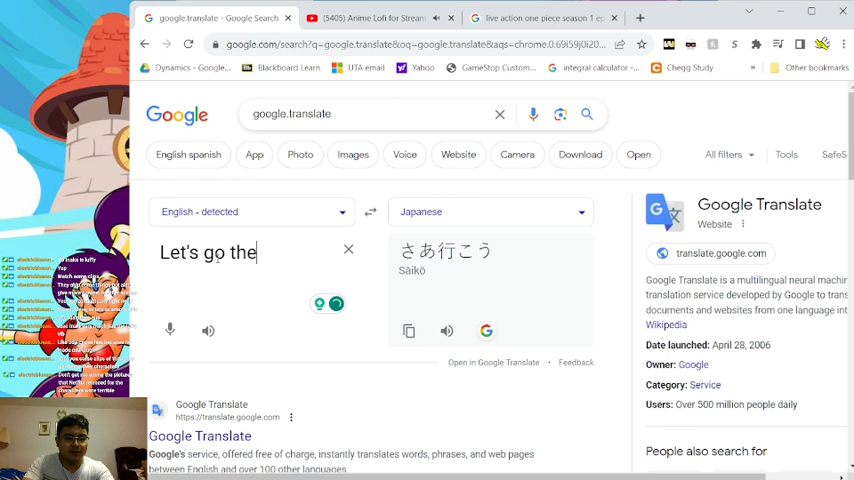 google.translate - Google Search
(5405) Anime Lofi for Stream
live action one piece season 1 ep
google.com/search?q=google.translate&oq=google.translate&aqs=chrome.0.69i59j0i20...
Dynamics - Google...
Blackboard Learn
UTA email
Yahoo
GameStop Custom...
integral calculator -...
Chegg Study
»
Other bookmarks
Google
google.translate
English spanish
App
Photo
Images
Voice
Website
Camera
Download
Open
All filters
Tools
SafeS
English - detected
Japanese
Let's go the
さあ行こう
Sāikō
Open in Google Translate • Feedback
Google Translate
https://translate.google.com
Google Translate
Google's service, offered free of charge, instantly translates words, phrases, and web pages
between English and over 100 other languages.
Google Translate
Website
translate.google.com
Google Translate is a multilingual neural machin
translation service developed by Google to trans
documents and websites from one language in
Wikipedia
Date launched: April 28, 2006
Owner: Google
Category: Service
Users: Over 500 million people daily
People also search for
Yup
Watch some clips